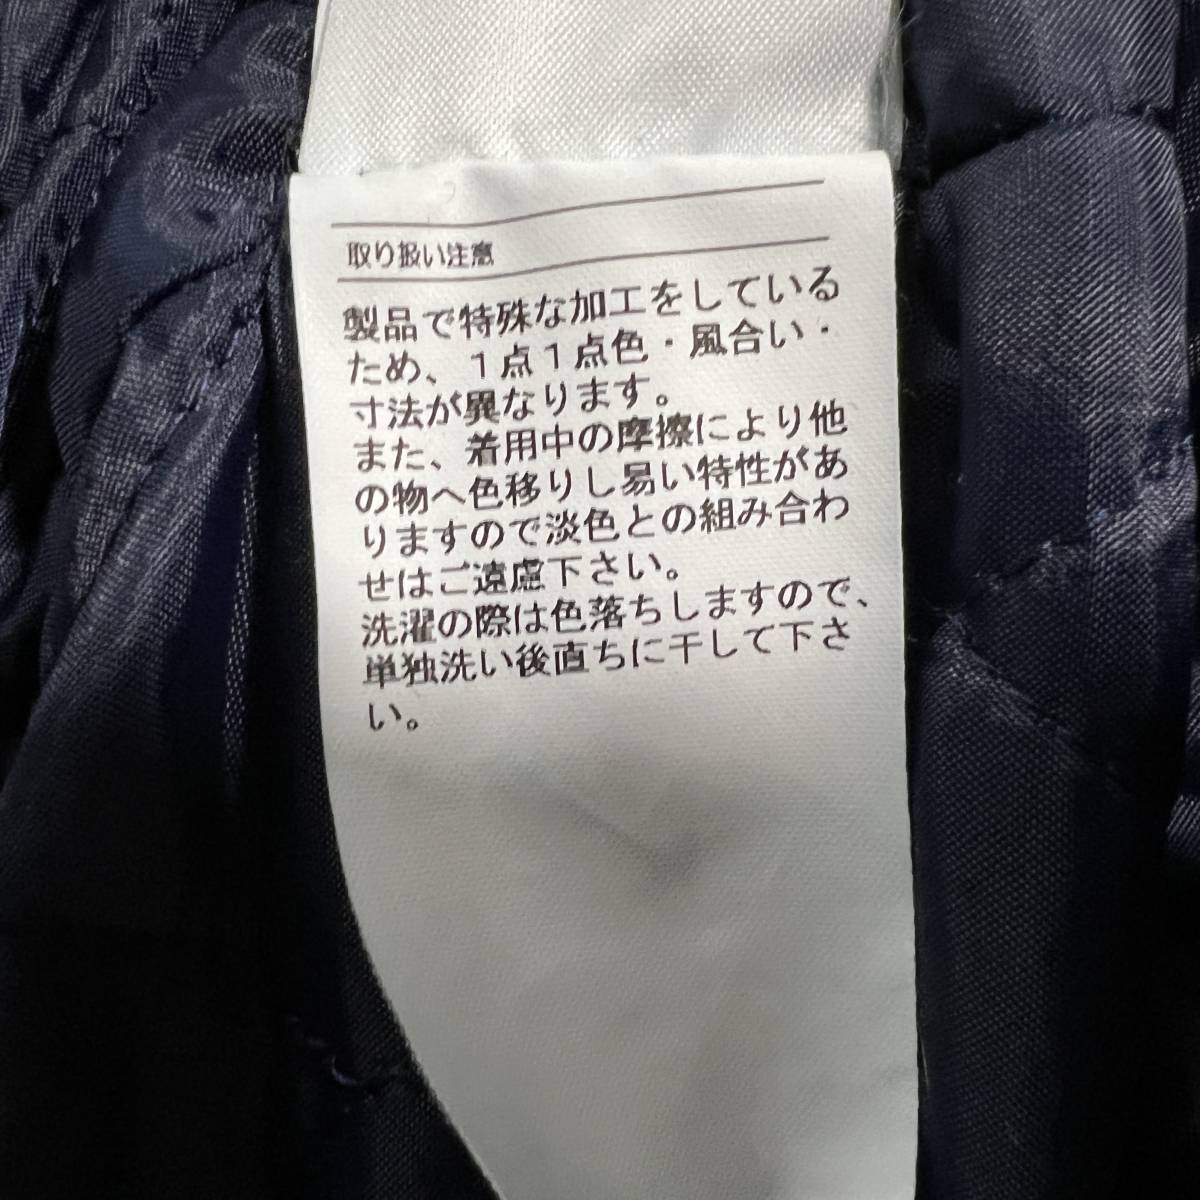 取り扱い注意
製品で特殊な加工をしている
ため、１点１点色・風合い・
寸法が異なります。
また、着用中の摩擦により他
の物へ色移りし易い特性があ
りますので淡色との組み合わ
せはご遠慮下さい。
洗濯の際は色落ちしますので、
単独洗い後直ちに干して下さ
い。